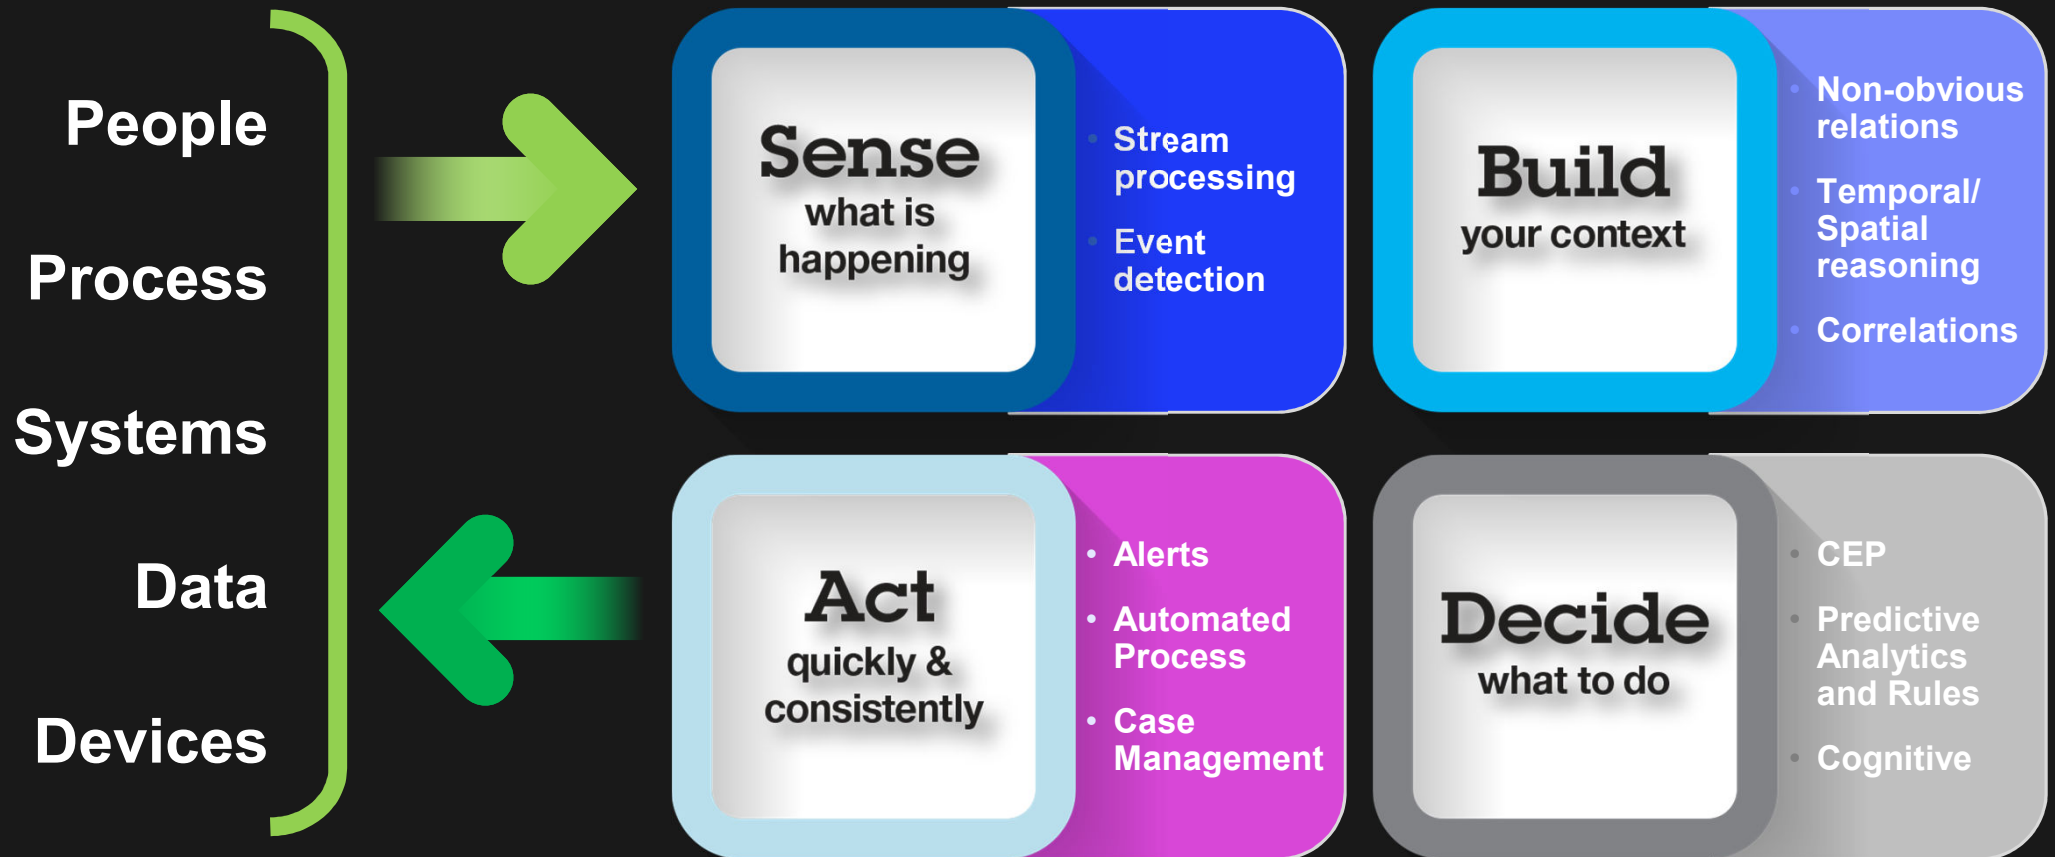 People
Process
Systems
Data
Devices
Sense
what is
happening
• Stream
processing
• Event
detection
Build
your context
• Non-obvious
relations
• Temporal/
Spatial
reasoning
• Correlations
Act
quickly &
consistently
• Alerts
• Automated
Process
• Case
Management
Decide
what to do
• CEP
• Predictive
Analytics
and Rules
• Cognitive